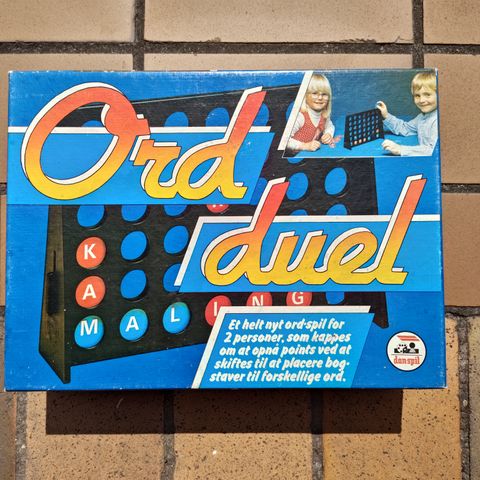 Ord
duel
K
A
MALING
Et helt nyt ord-spil for
2 personer, som kappes
om at opnå points ved at
skiftes til at placere bog-
staver til forskellige ord.
danspil